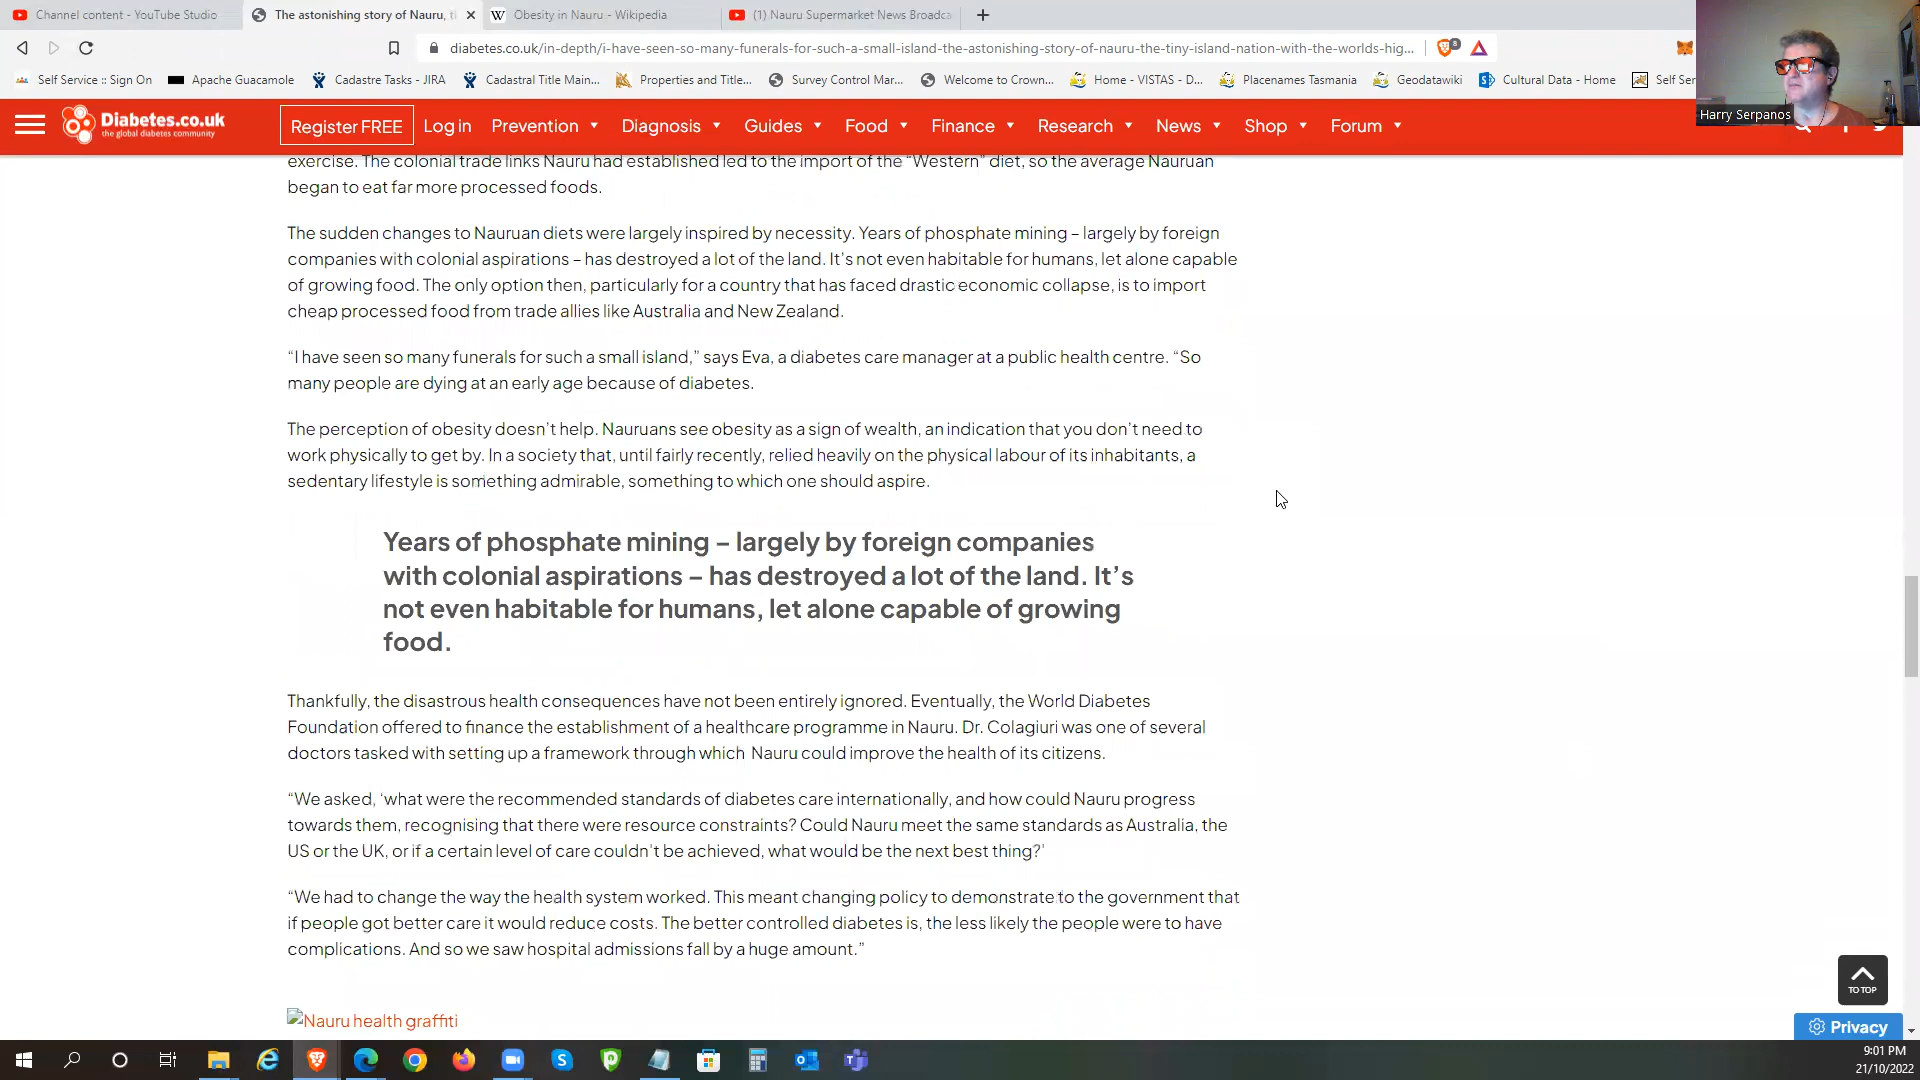 Channel content - YouTube Studio
The astonishing story of Nauru, ti
Obesity in Nauru - Wikipedia
(1) Nauru Supermarket News Broadca
diabetes.co.uk/in-depth/i-have-seen-so-many-funerals-for-such-a-small-island-the-astonishing-story-of-nauru-the-tiny-island-nation-with-the-worlds-hig...
8
Self Service :: Sign On
Apache Guacamole
Cadastre Tasks - JIRA
Cadastral Title Main...
Properties and Title...
Survey Control Mar...
Welcome to Crown...
Home - VISTAS - D...
Placenames Tasmania
Geodatawiki
Cultural Data - Home
Self Ser
Harry Serpanos
Diabetes.co.uk
the global diabetes community
Register FREE
Log in
Prevention
Diagnosis
Guides
Food
Finance
Research
News
Shop
Forum
exercise. The colonial trade links Nauru had established led to the import of the “Western” diet, so the average Nauruan
began to eat far more processed foods.
The sudden changes to Nauruan diets were largely inspired by necessity. Years of phosphate mining – largely by foreign
companies with colonial aspirations – has destroyed a lot of the land. It’s not even habitable for humans, let alone capable
of growing food. The only option then, particularly for a country that has faced drastic economic collapse, is to import
cheap processed food from trade allies like Australia and New Zealand.
“I have seen so many funerals for such a small island,” says Eva, a diabetes care manager at a public health centre. “So
many people are dying at an early age because of diabetes.
The perception of obesity doesn’t help. Nauruans see obesity as a sign of wealth, an indication that you don’t need to
work physically to get by. In a society that, until fairly recently, relied heavily on the physical labour of its inhabitants, a
sedentary lifestyle is something admirable, something to which one should aspire.
Years of phosphate mining – largely by foreign companies
with colonial aspirations – has destroyed a lot of the land. It’s
not even habitable for humans, let alone capable of growing
food.
Thankfully, the disastrous health consequences have not been entirely ignored. Eventually, the World Diabetes
Foundation offered to finance the establishment of a healthcare programme in Nauru. Dr. Colagiuri was one of several
doctors tasked with setting up a framework through which Nauru could improve the health of its citizens.
“We asked, ‘what were the recommended standards of diabetes care internationally, and how could Nauru progress
towards them, recognising that there were resource constraints? Could Nauru meet the same standards as Australia, the
US or the UK, or if a certain level of care couldn’t be achieved, what would be the next best thing?’
“We had to change the way the health system worked. This meant changing policy to demonstrate to the government that
if people got better care it would reduce costs. The better controlled diabetes is, the less likely the people were to have
complications. And so we saw hospital admissions fall by a huge amount.”
Nauru health graffiti
TO TOP
Privacy
9:01 PM
21/10/2022